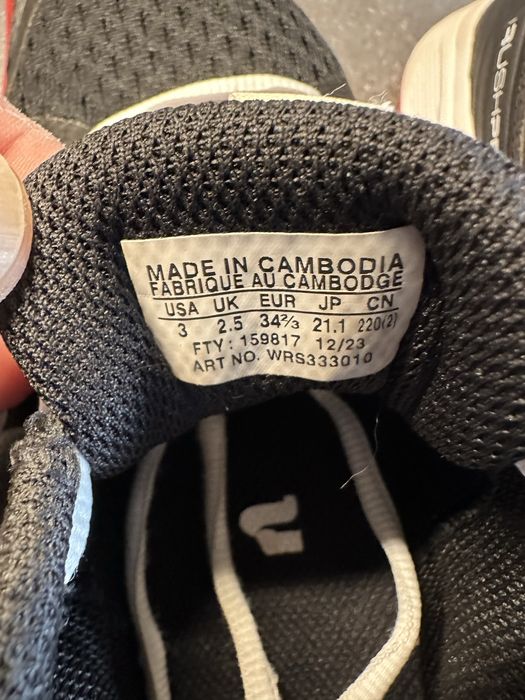 MADE IN CAMBODIA
FABRIQUE AU CAMBODGE
USA UK EUR JP CN
3 2.5 34⅔ 21.1 220(2)
FTY: 159817 12/23
ART NO. WRS333010